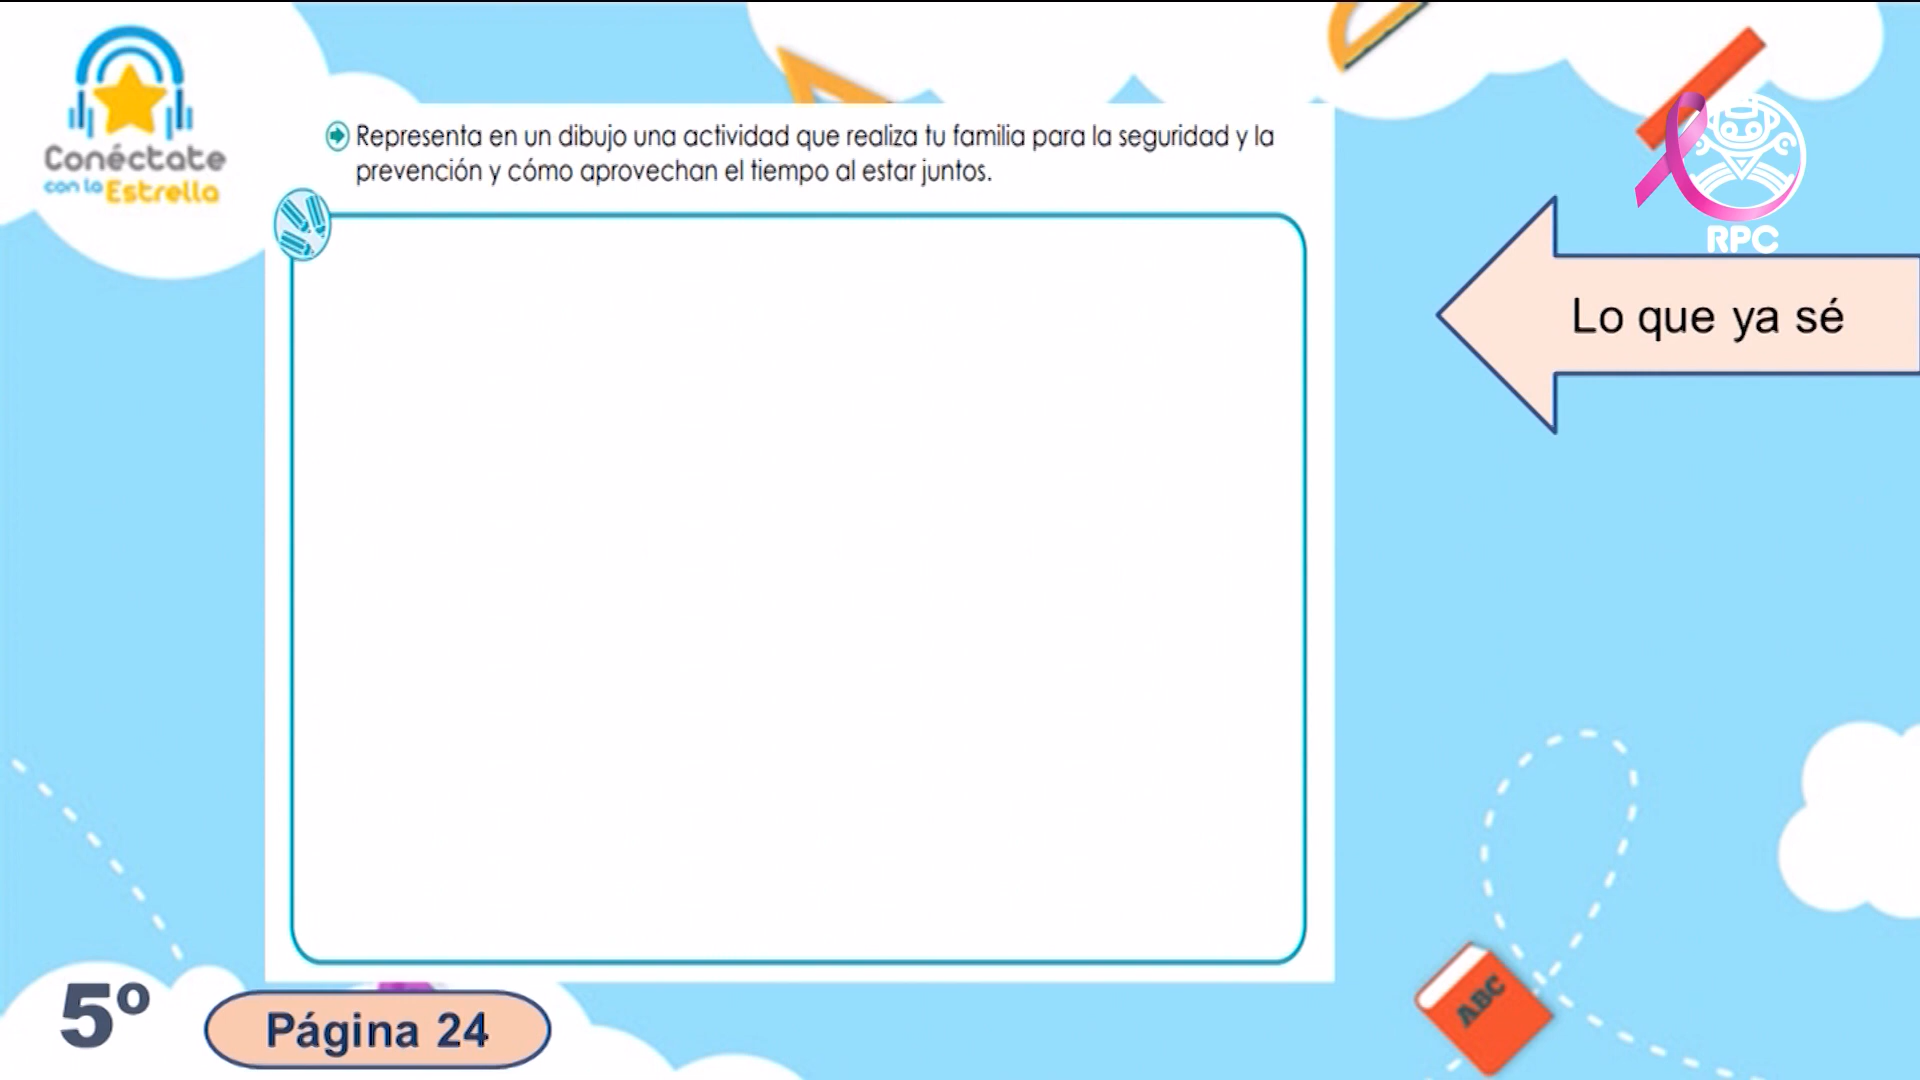 Conéctate
con la Estrella
Representa en un dibujo una actividad que realiza tu familia para la seguridad y la
prevención y cómo aprovechan el tiempo al estar juntos.
RPC
Lo que ya sé
ABC
5º
Página 24